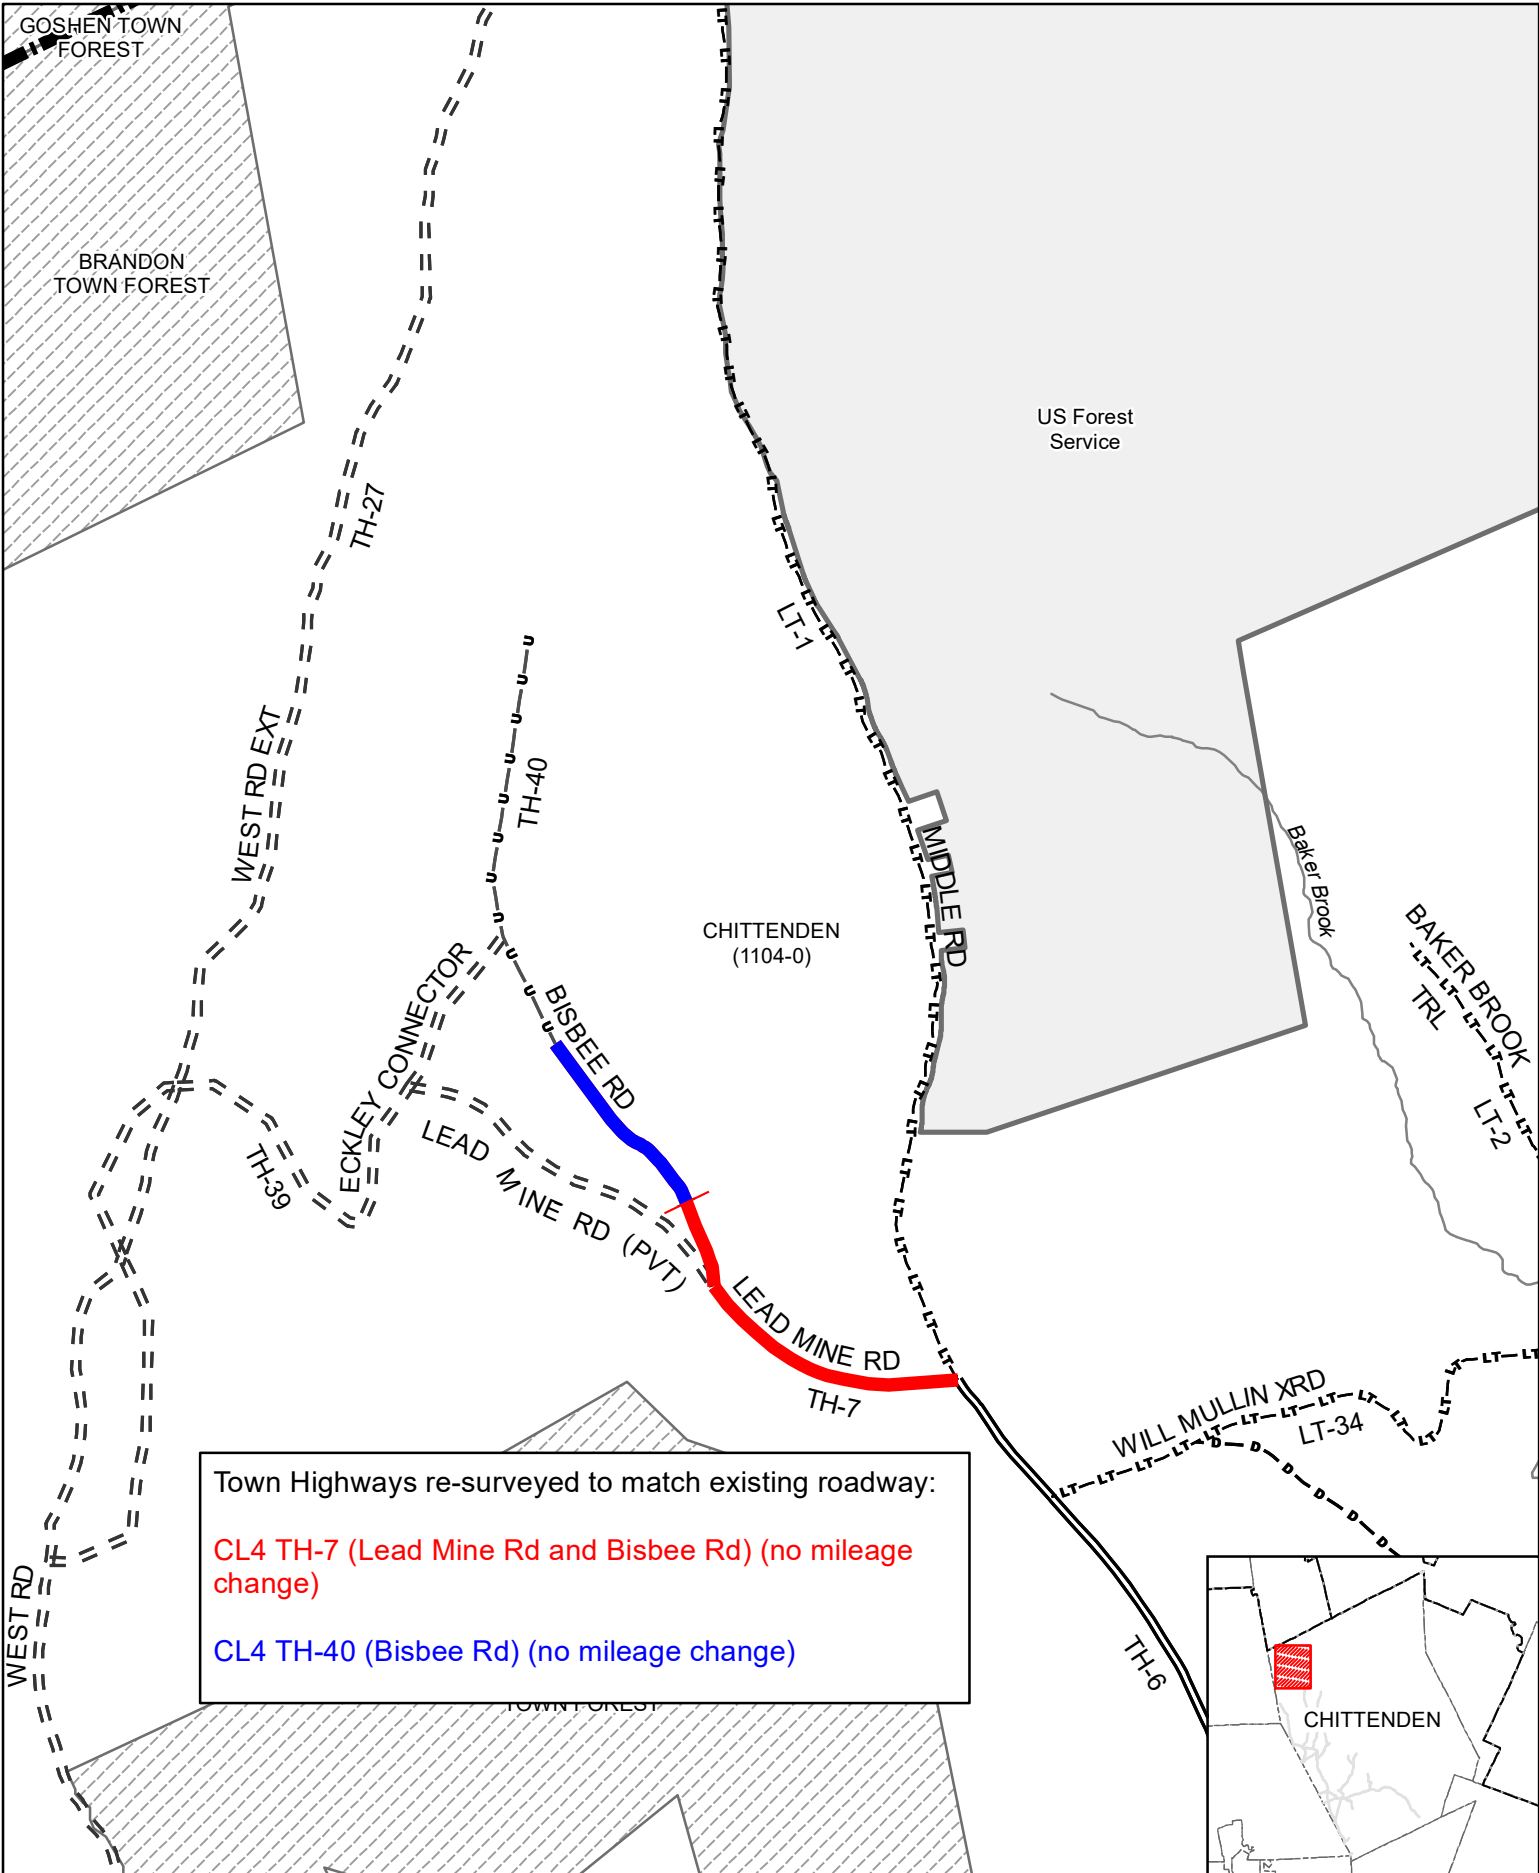 GOSHEN TOWN
FOREST
BRANDON
TOWN FOREST
US Forest
Service
TH-27
LT-1
WEST RD EXT
TH-40
MIDDLE RD
Baker Brook
CHITTENDEN
(1104-0)
BAKER BROOK
TRL
LT-2
ECKLEY CONNECTOR
BISBEE RD
LEAD MINE RD (PVT)
TH-39
LEAD MINE RD
TH-7
WILL MULLIN XRD
LT-34
Town Highways re-surveyed to match existing roadway:
CL4 TH-7 (Lead Mine Rd and Bisbee Rd) (no mileage
change)
CL4 TH-40 (Bisbee Rd) (no mileage change)
WEST RD
TH-6
TOWN FOREST
CHITTENDEN